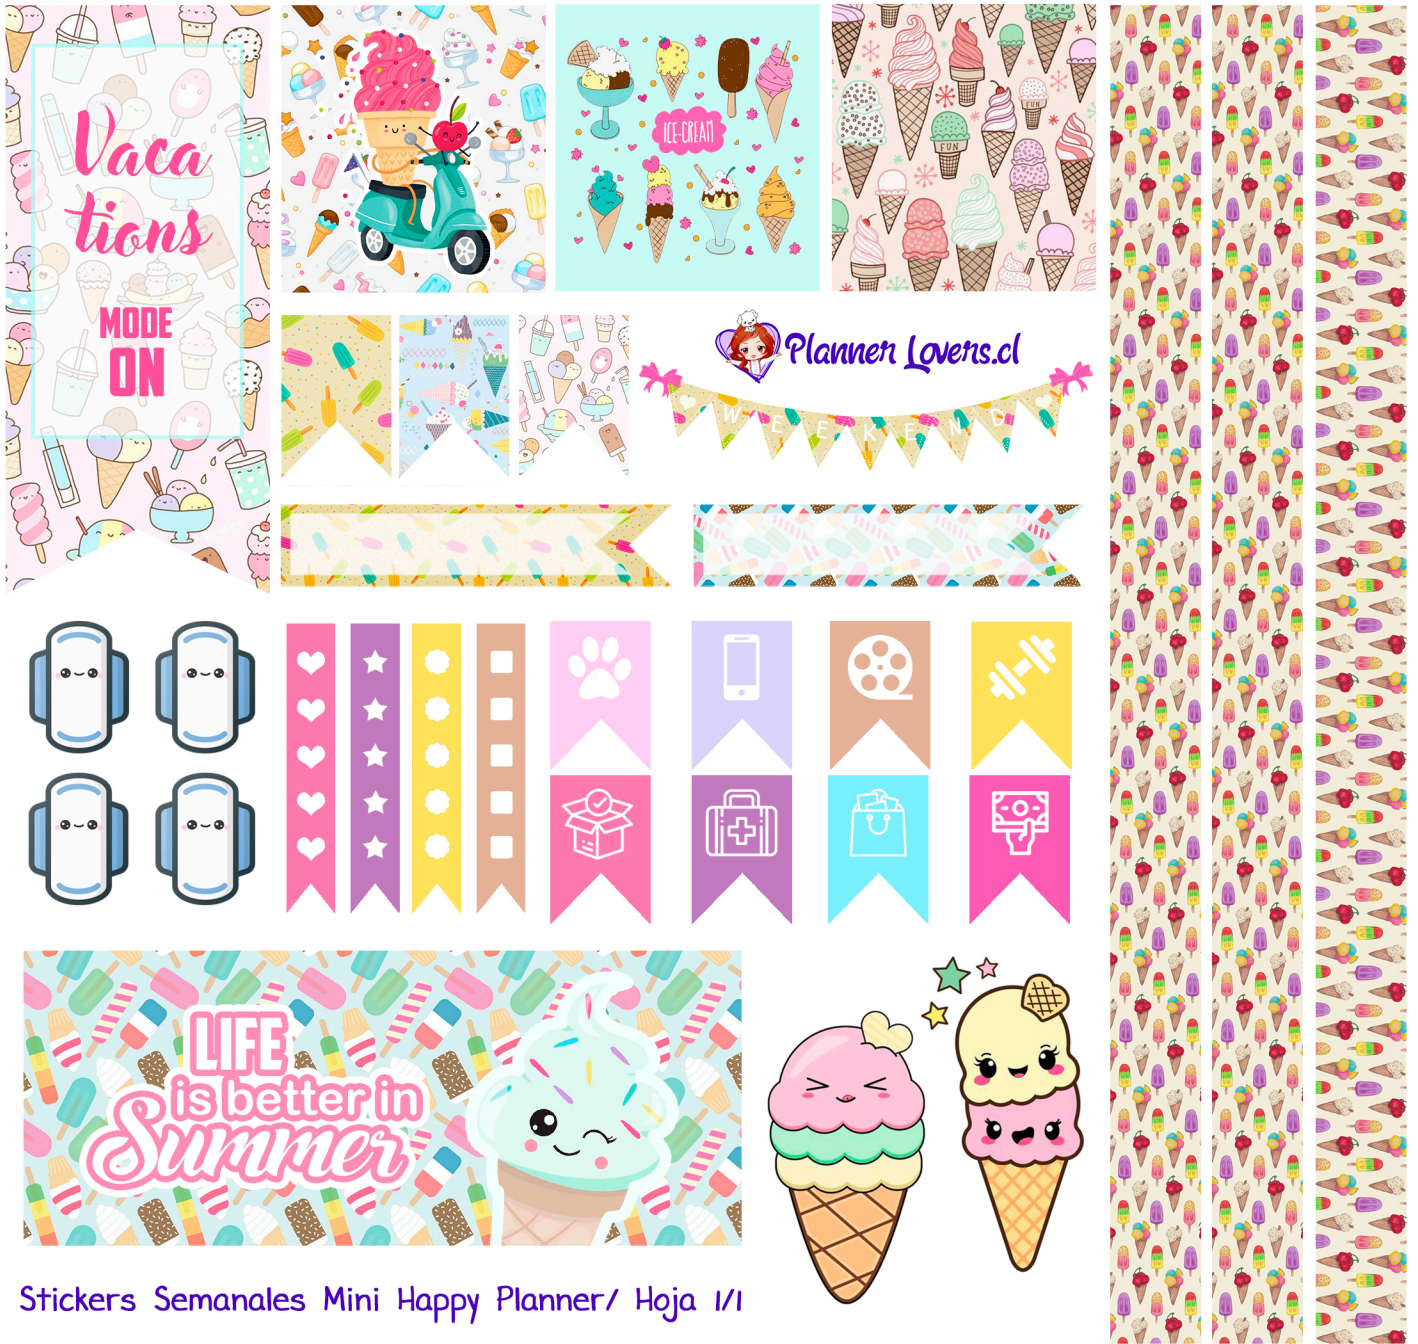 Vaca
tions
MODE
ON
ICE-CREAM
FUN
FUN
Planner Lovers.cl
WEEKEND
LIFE
is better in
Summer
Stickers Semanales Mini Happy Planner/ Hoja 1/1